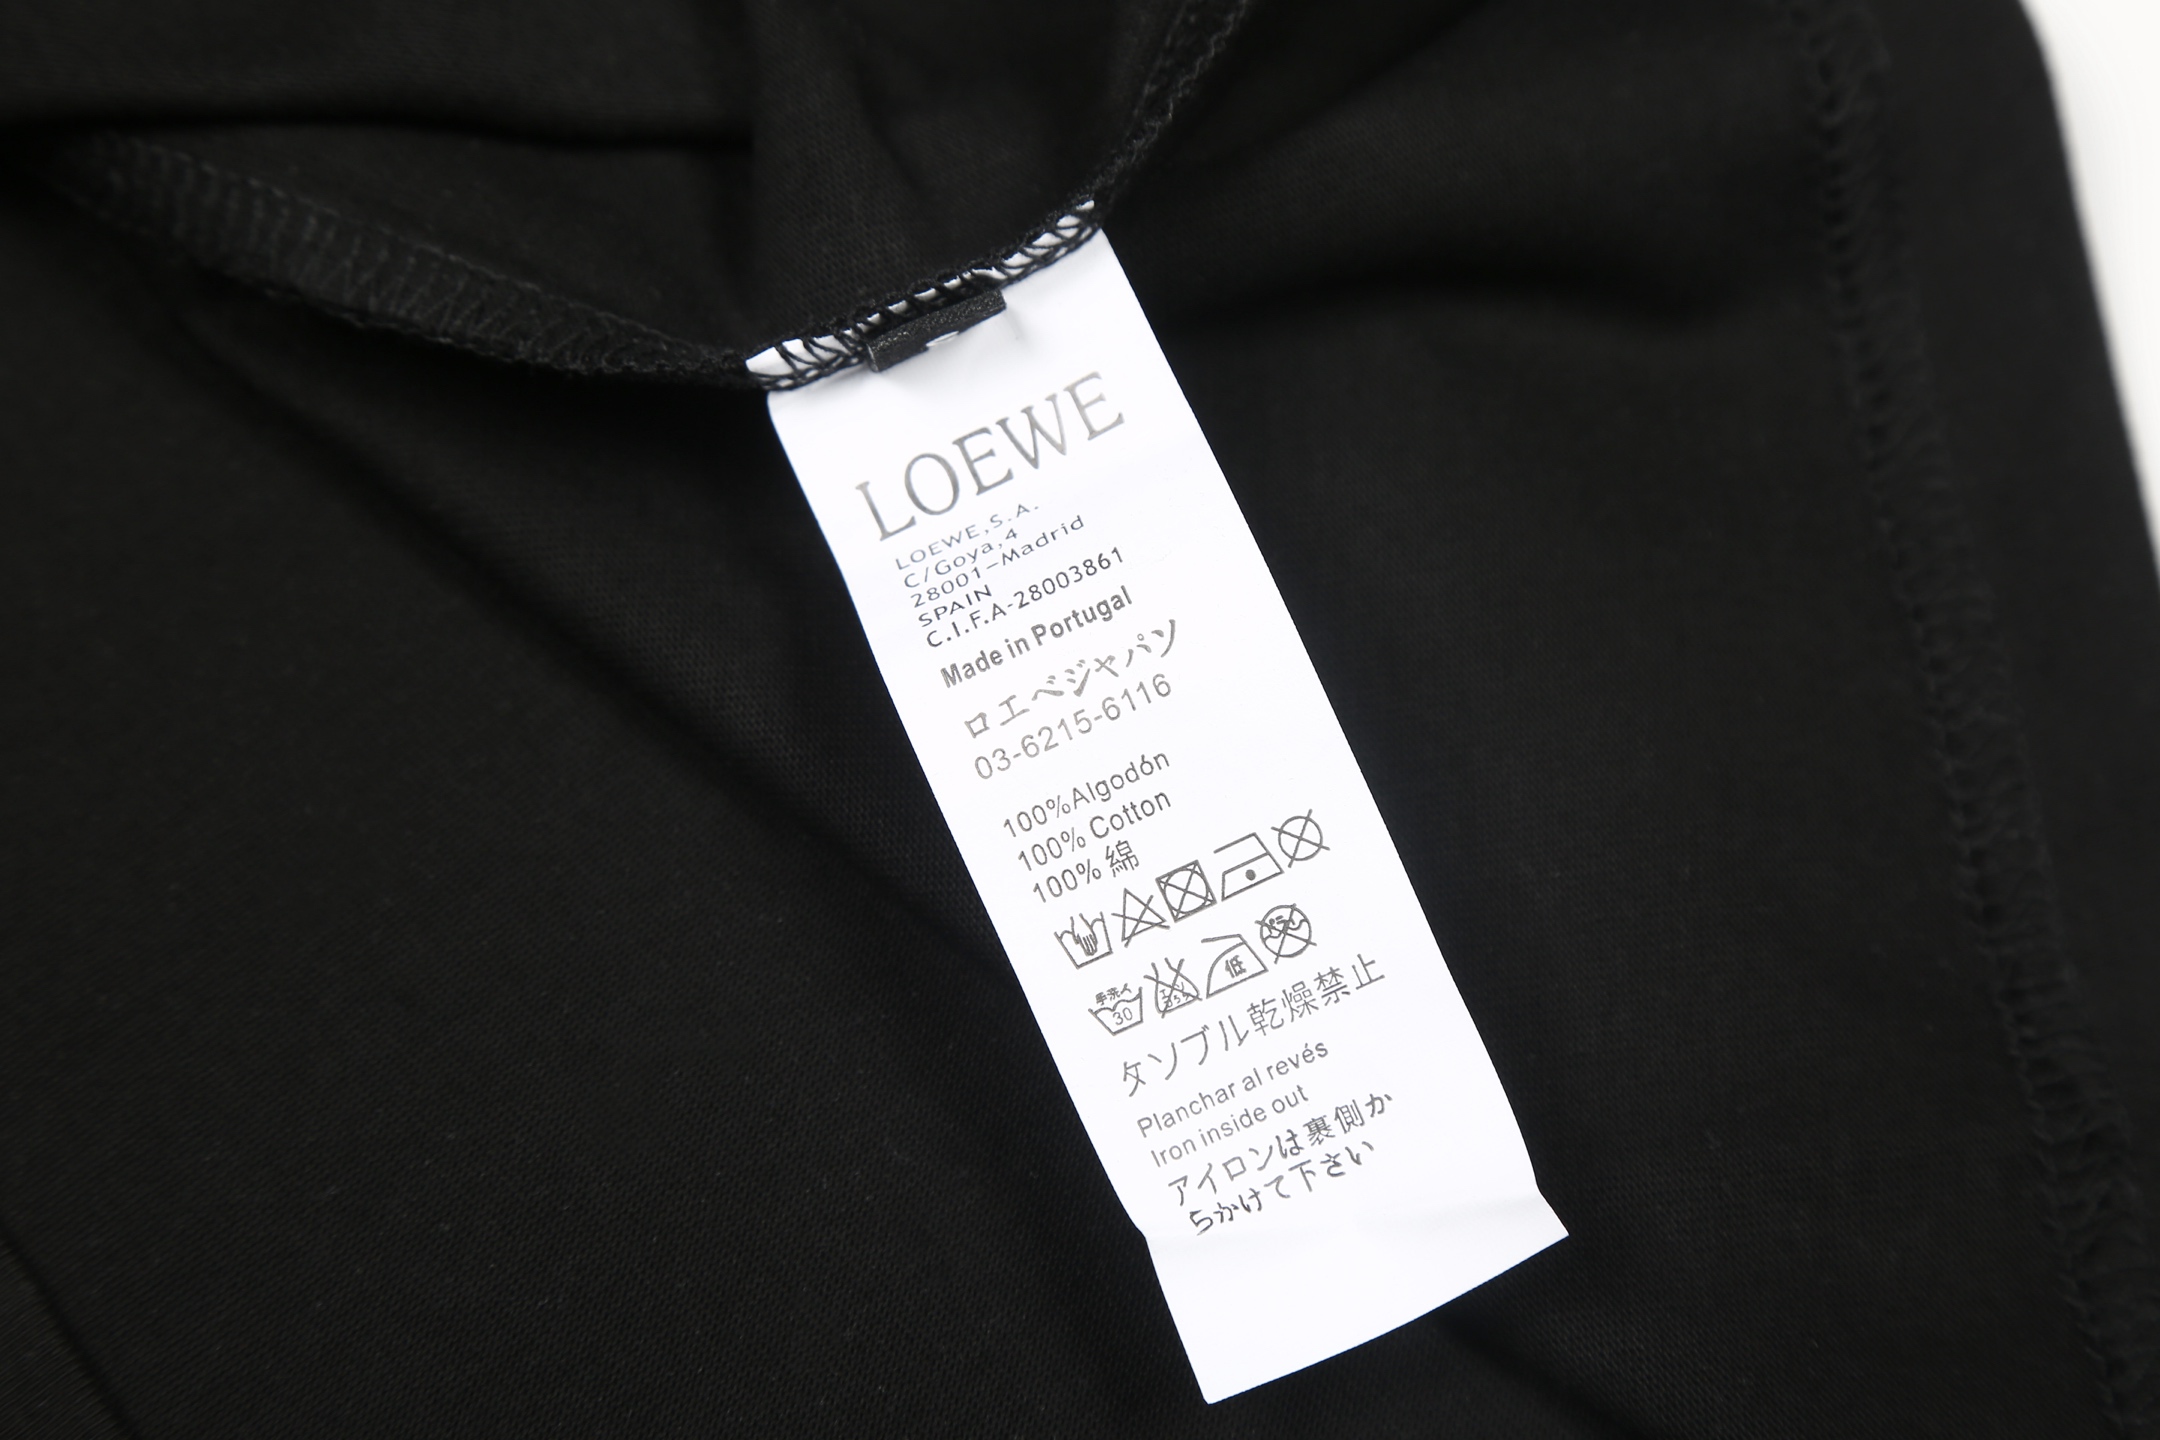 LOEWE
LOEWE,S.A.
C/Goya,4
28001-Madrid
SPAIN
C.I.F.A-28003861
Made in Portugal
ロエベジャパソ
03-6215-6116
100%Algodón
100% Cotton
100% 綿
低
手洗イ
30
タソブル乾燥禁止
Planchar al revés
Iron inside out
アイロンは裏側か
らかけて下さい